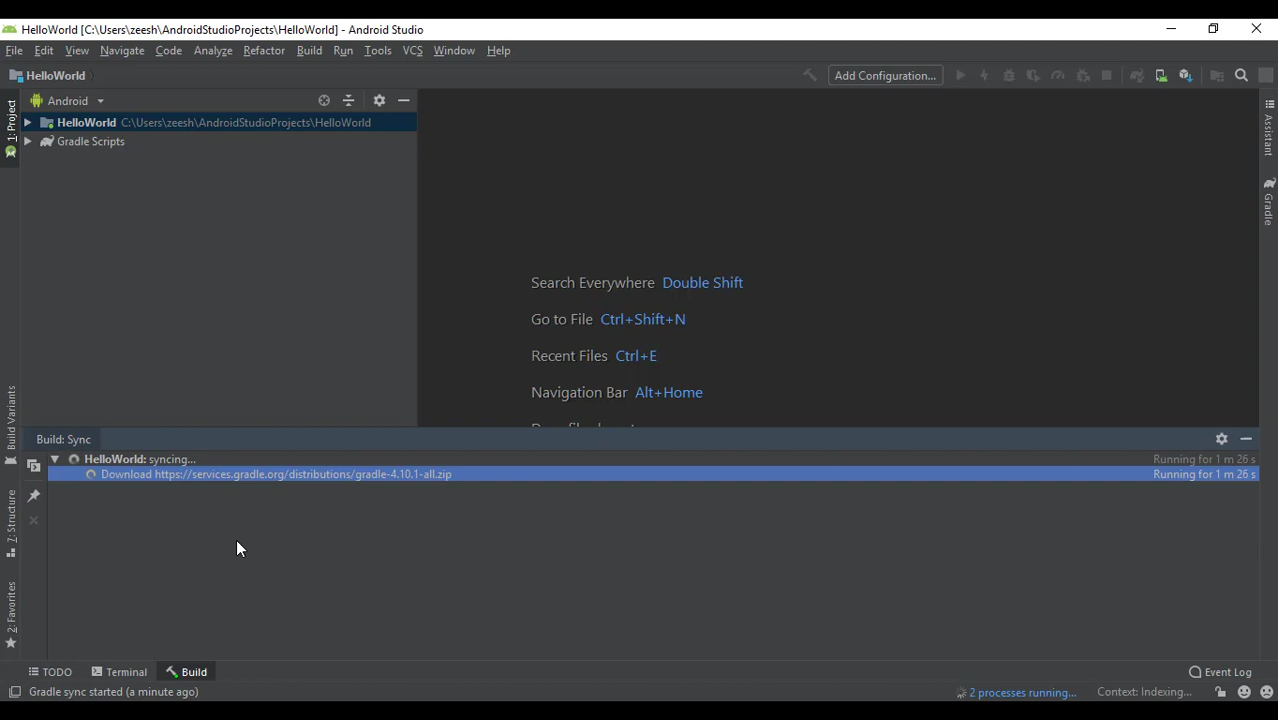 HelloWorld [C:\Users\zeesh\AndroidStudioProjects\HelloWorld] - Android Studio
File Edit View Navigate Code Analyze Refactor Build Run Tools VCS Window Help
HelloWorld
Add Configuration...
1: Project
Android
HelloWorld C:\Users\zeesh\AndroidStudioProjects\HelloWorld
Gradle Scripts
Assistant
Gradle
Search Everywhere Double Shift
Go to File Ctrl+Shift+N
Recent Files Ctrl+E
Navigation Bar Alt+Home
Build Variants
7: Structure
2: Favorites
Build: Sync
HelloWorld: syncing... Running for 1 m 26 s
Download https://services.gradle.org/distributions/gradle-4.10.1-all.zip Running for 1 m 26 s
TODO Terminal Build Event Log
Gradle sync started (a minute ago) 2 processes running... Context: Indexing...